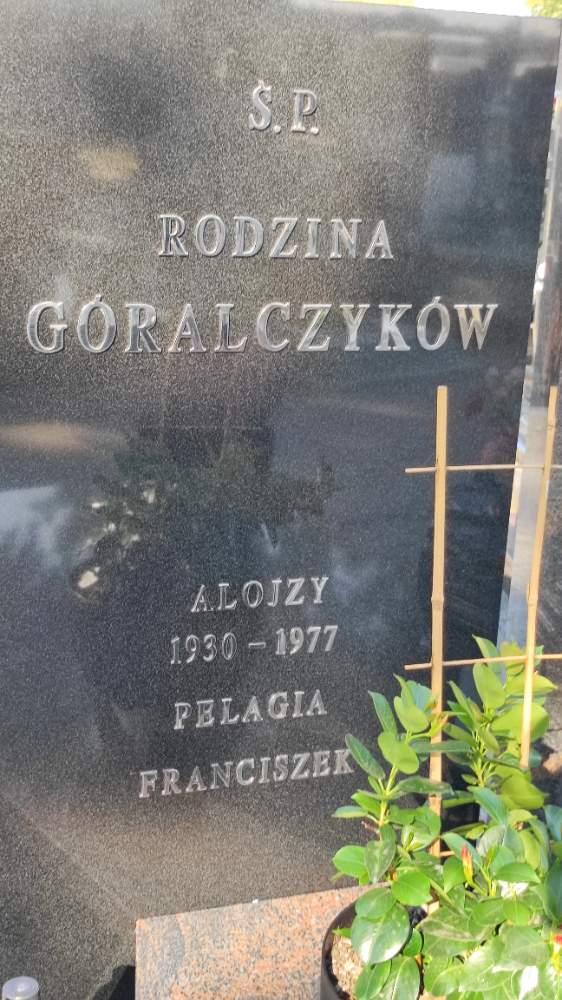 Ś.P.
RODZINA
GÓRALCZYKÓW
ALOJZY
1930 - 1977
PELAGIA
FRANCISZEK